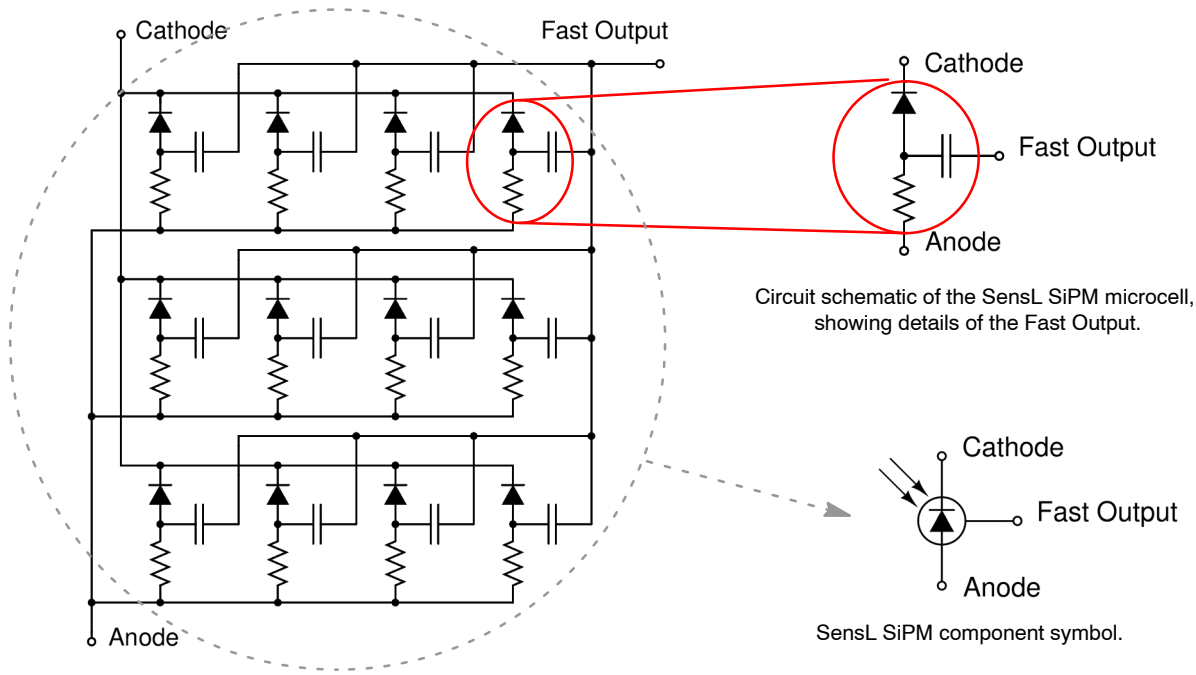 Cathode
Fast Output
Cathode
Fast Output
Anode
Circuit schematic of the SensL SiPM microcell,
showing details of the Fast Output.
Cathode
Fast Output
Anode
SensL SiPM component symbol.
Anode